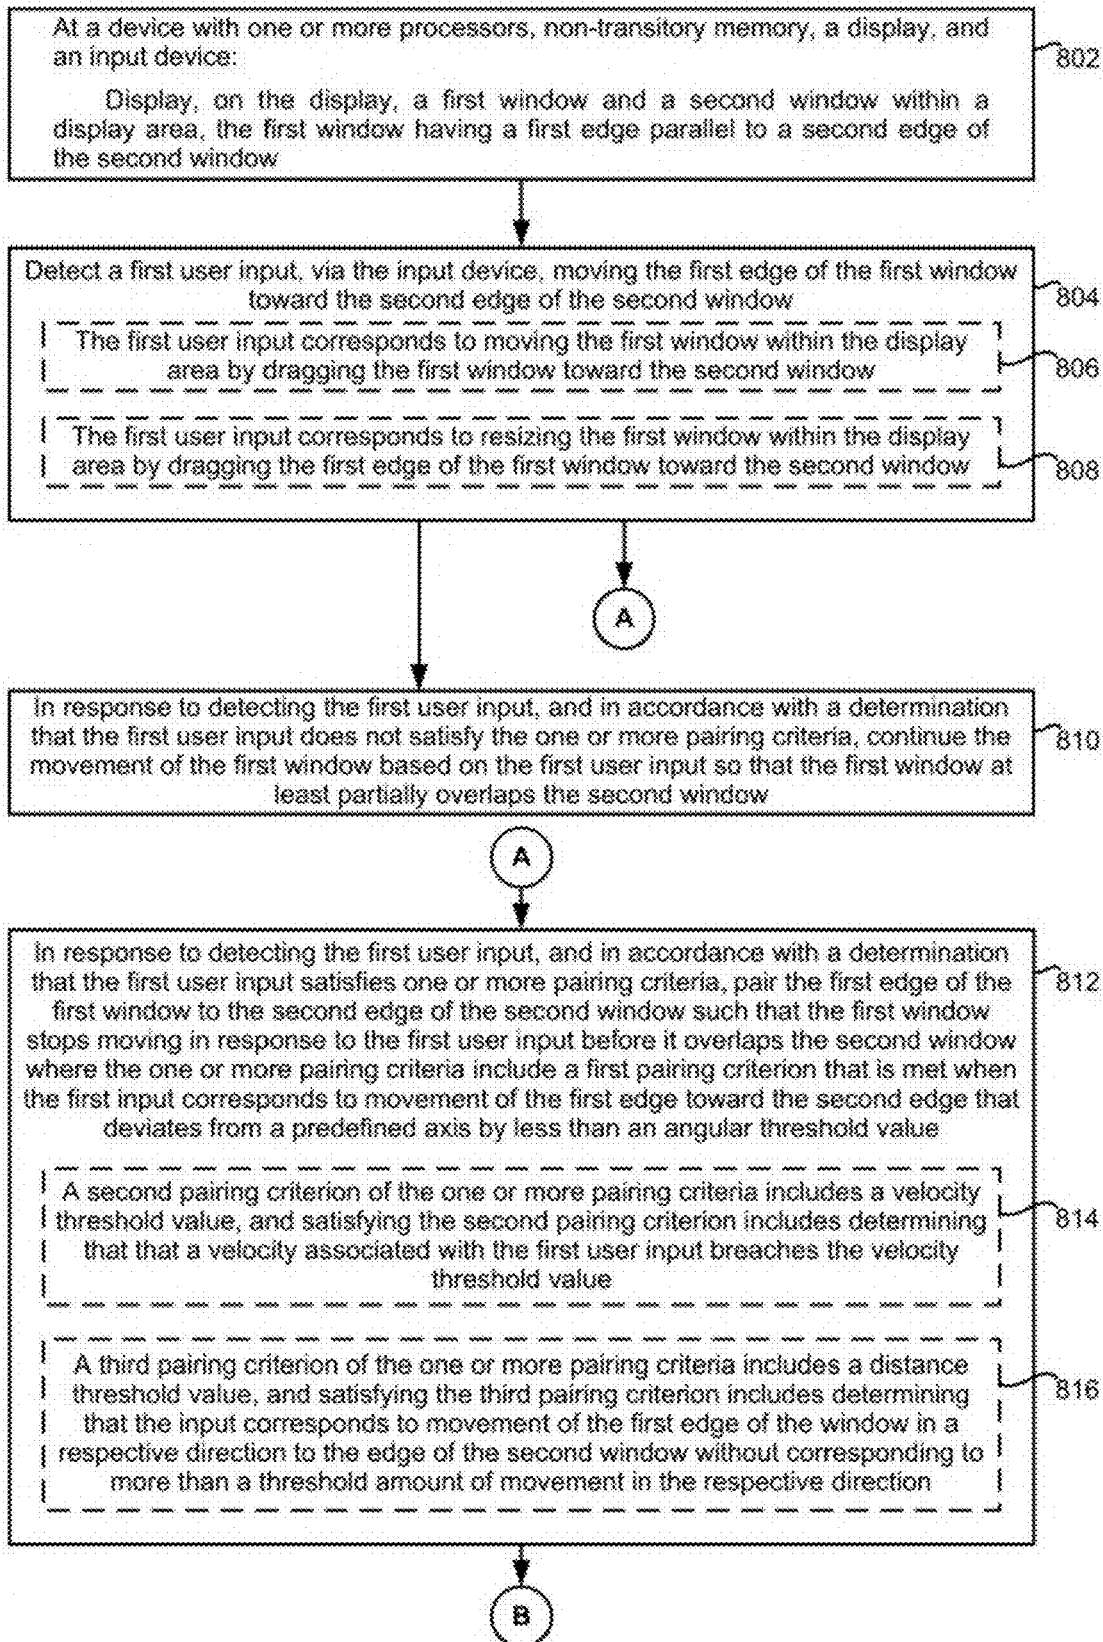 At a device with one or more processors, non-transitory memory, a display, and
an input device:
Display, on the display, a first window and a second window within a
display area, the first window having a first edge parallel to a second edge of
the second window
802
Detect a first user input, via the input device, moving the first edge of the first window
toward the second edge of the second window
804
The first user input corresponds to moving the first window within the display
area by dragging the first window toward the second window
806
The first user input corresponds to resizing the first window within the display
area by dragging the first edge of the first window toward the second window
808
A
In response to detecting the first user input, and in accordance with a determination
that the first user input does not satisfy the one or more pairing criteria, continue the
movement of the first window based on the first user input so that the first window at
least partially overlaps the second window
810
A
In response to detecting the first user input, and in accordance with a determination
that the first user input satisfies one or more pairing criteria, pair the first edge of the
first window to the second edge of the second window such that the first window
stops moving in response to the first user input before it overlaps the second window
where the one or more pairing criteria include a first pairing criterion that is met when
the first input corresponds to movement of the first edge toward the second edge that
deviates from a predefined axis by less than an angular threshold value
812
A second pairing criterion of the one or more pairing criteria includes a velocity
threshold value, and satisfying the second pairing criterion includes determining
that that a velocity associated with the first user input breaches the velocity
threshold value
814
A third pairing criterion of the one or more pairing criteria includes a distance
threshold value, and satisfying the third pairing criterion includes determining
that the input corresponds to movement of the first edge of the window in a
respective direction to the edge of the second window without corresponding to
more than a threshold amount of movement in the respective direction
816
B